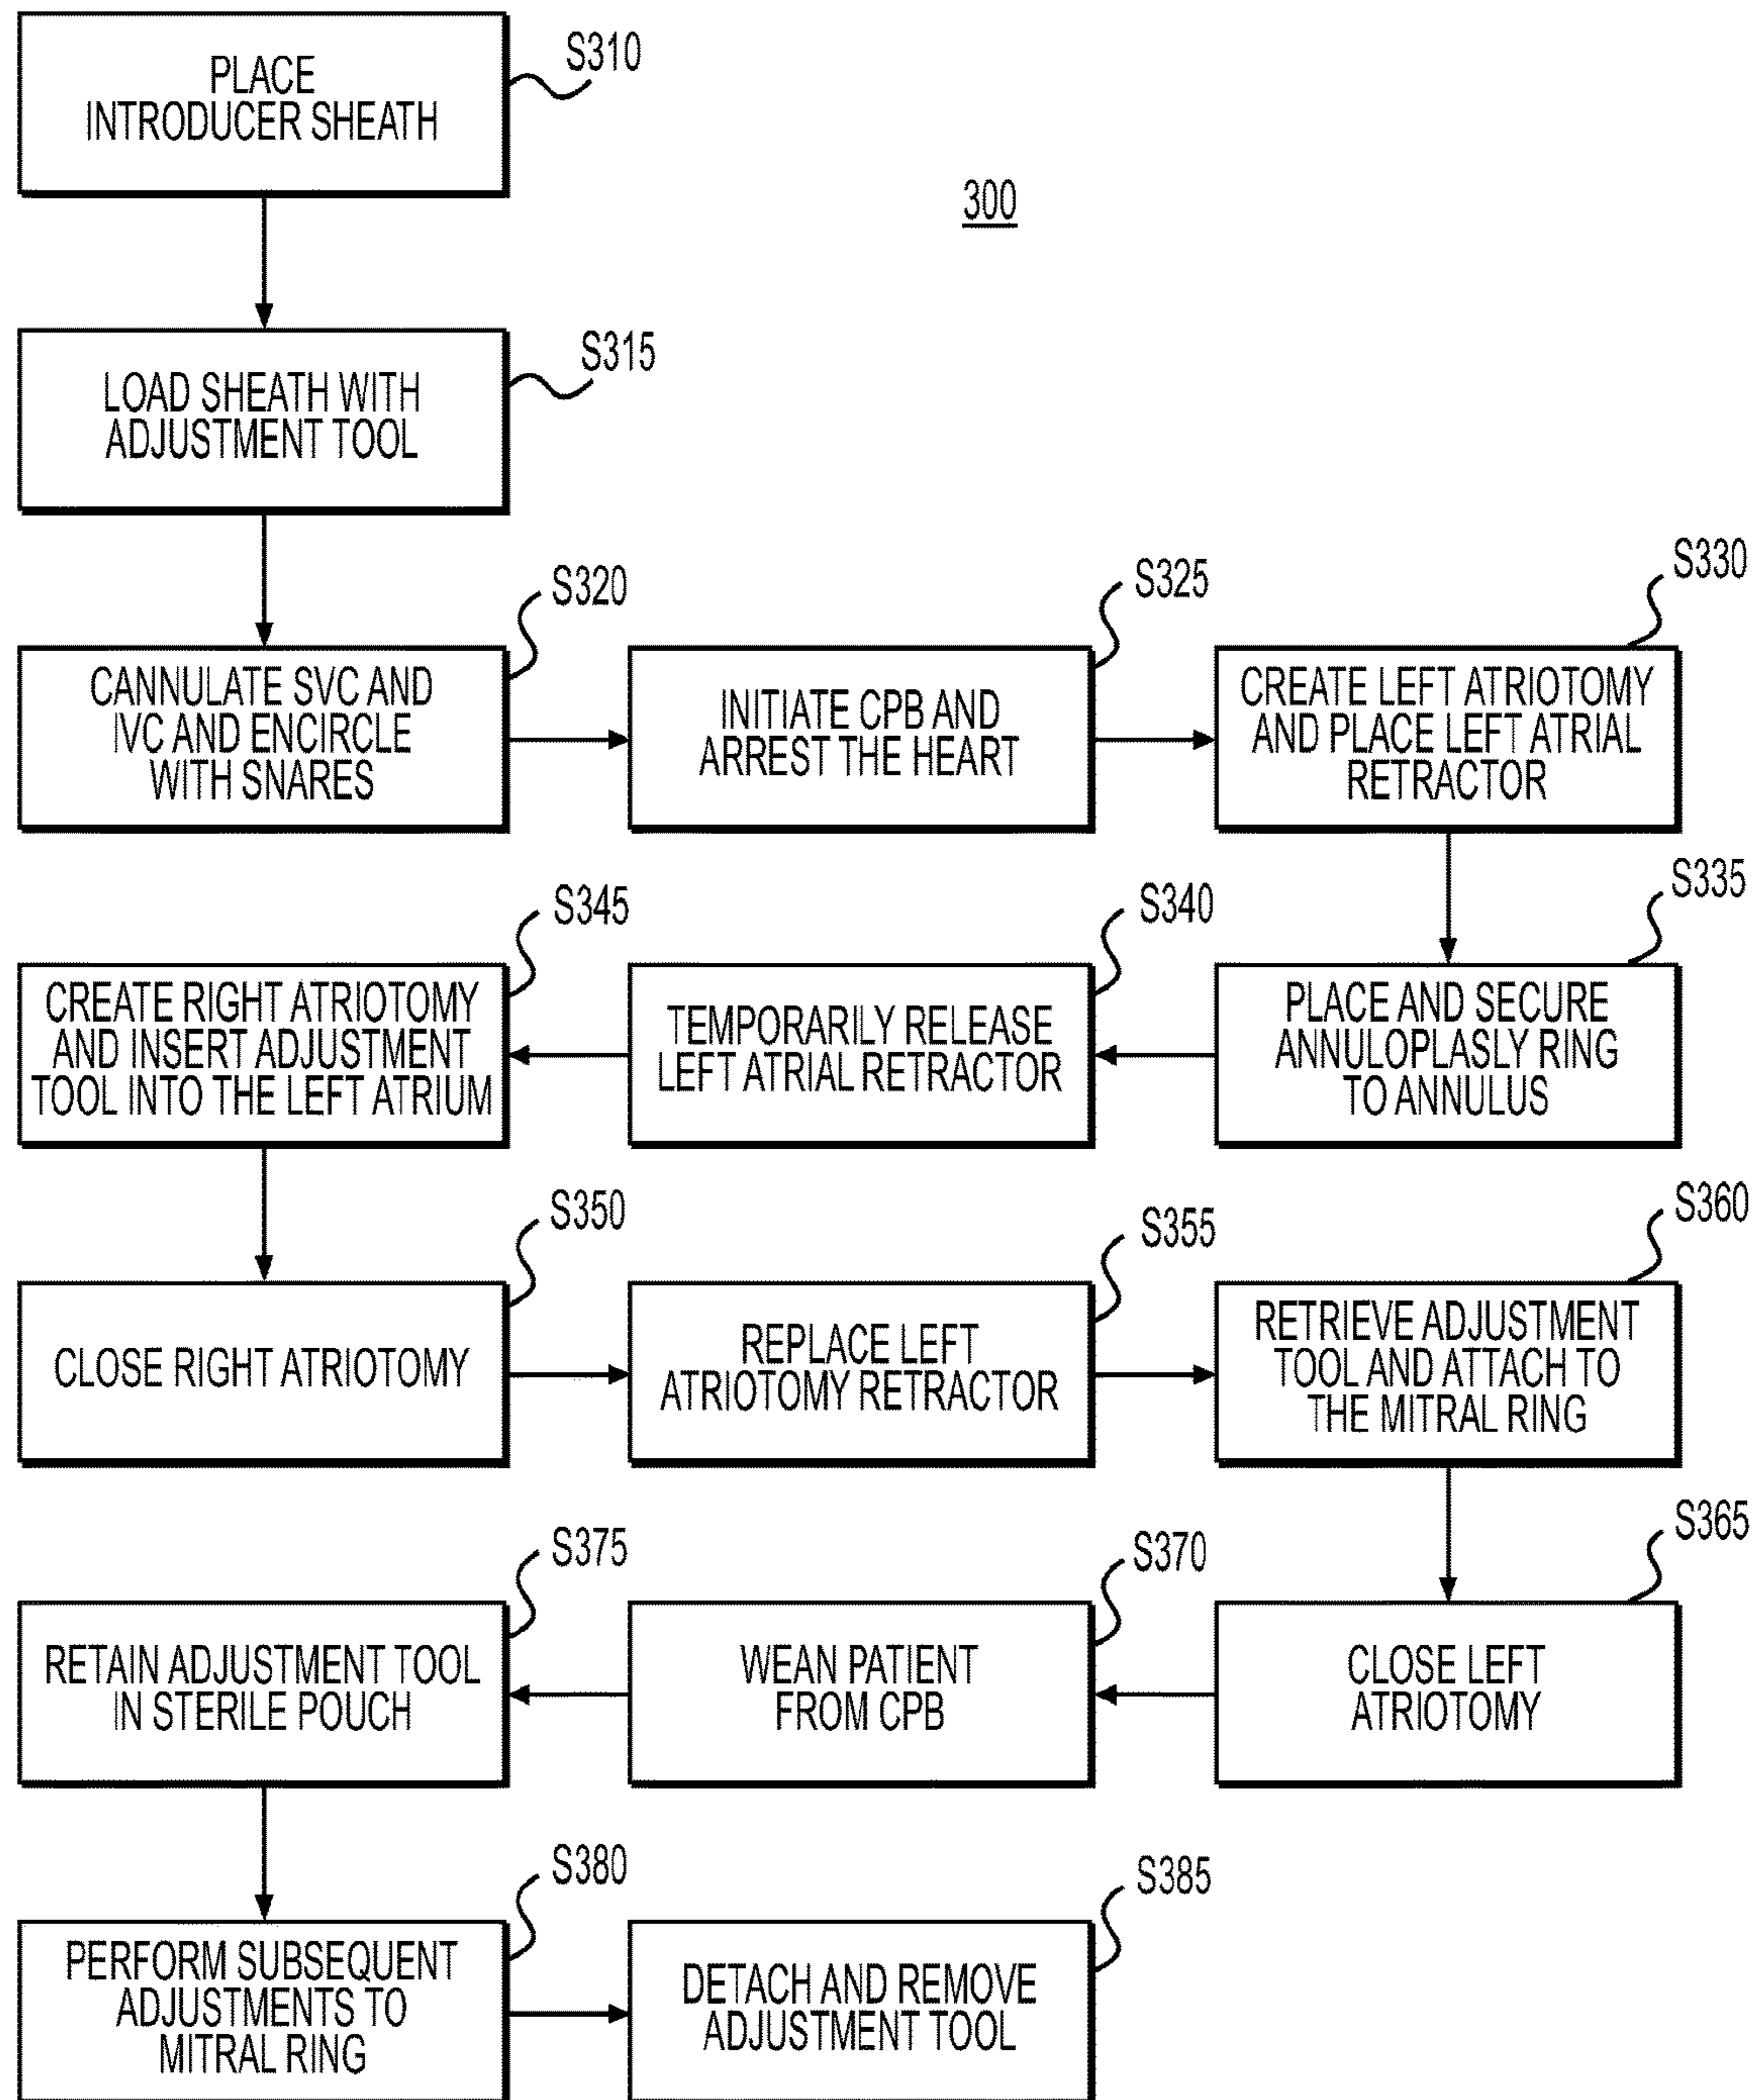 PLACE
INTRODUCER SHEATH
S310
300
LOAD SHEATH WITH
ADJUSTMENT TOOL
S315
CANNULATE SVC AND
IVC AND ENCIRCLE
WITH SNARES
S320
INITIATE CPB AND
ARREST THE HEART
S325
CREATE LEFT ATRIOTOMY
AND PLACE LEFT ATRIAL
RETRACTOR
S330
PLACE AND SECURE
ANNULOPLASLY RING
TO ANNULUS
S335
TEMPORARILY RELEASE
LEFT ATRIAL RETRACTOR
S340
CREATE RIGHT ATRIOTOMY
AND INSERT ADJUSTMENT
TOOL INTO THE LEFT ATRIUM
S345
CLOSE RIGHT ATRIOTOMY
S350
REPLACE LEFT
ATRIOTOMY RETRACTOR
S355
RETRIEVE ADJUSTMENT
TOOL AND ATTACH TO
THE MITRAL RING
S360
CLOSE LEFT
ATRIOTOMY
S365
WEAN PATIENT
FROM CPB
S370
RETAIN ADJUSTMENT TOOL
IN STERILE POUCH
S375
PERFORM SUBSEQUENT
ADJUSTMENTS TO
MITRAL RING
S380
DETACH AND REMOVE
ADJUSTMENT TOOL
S385